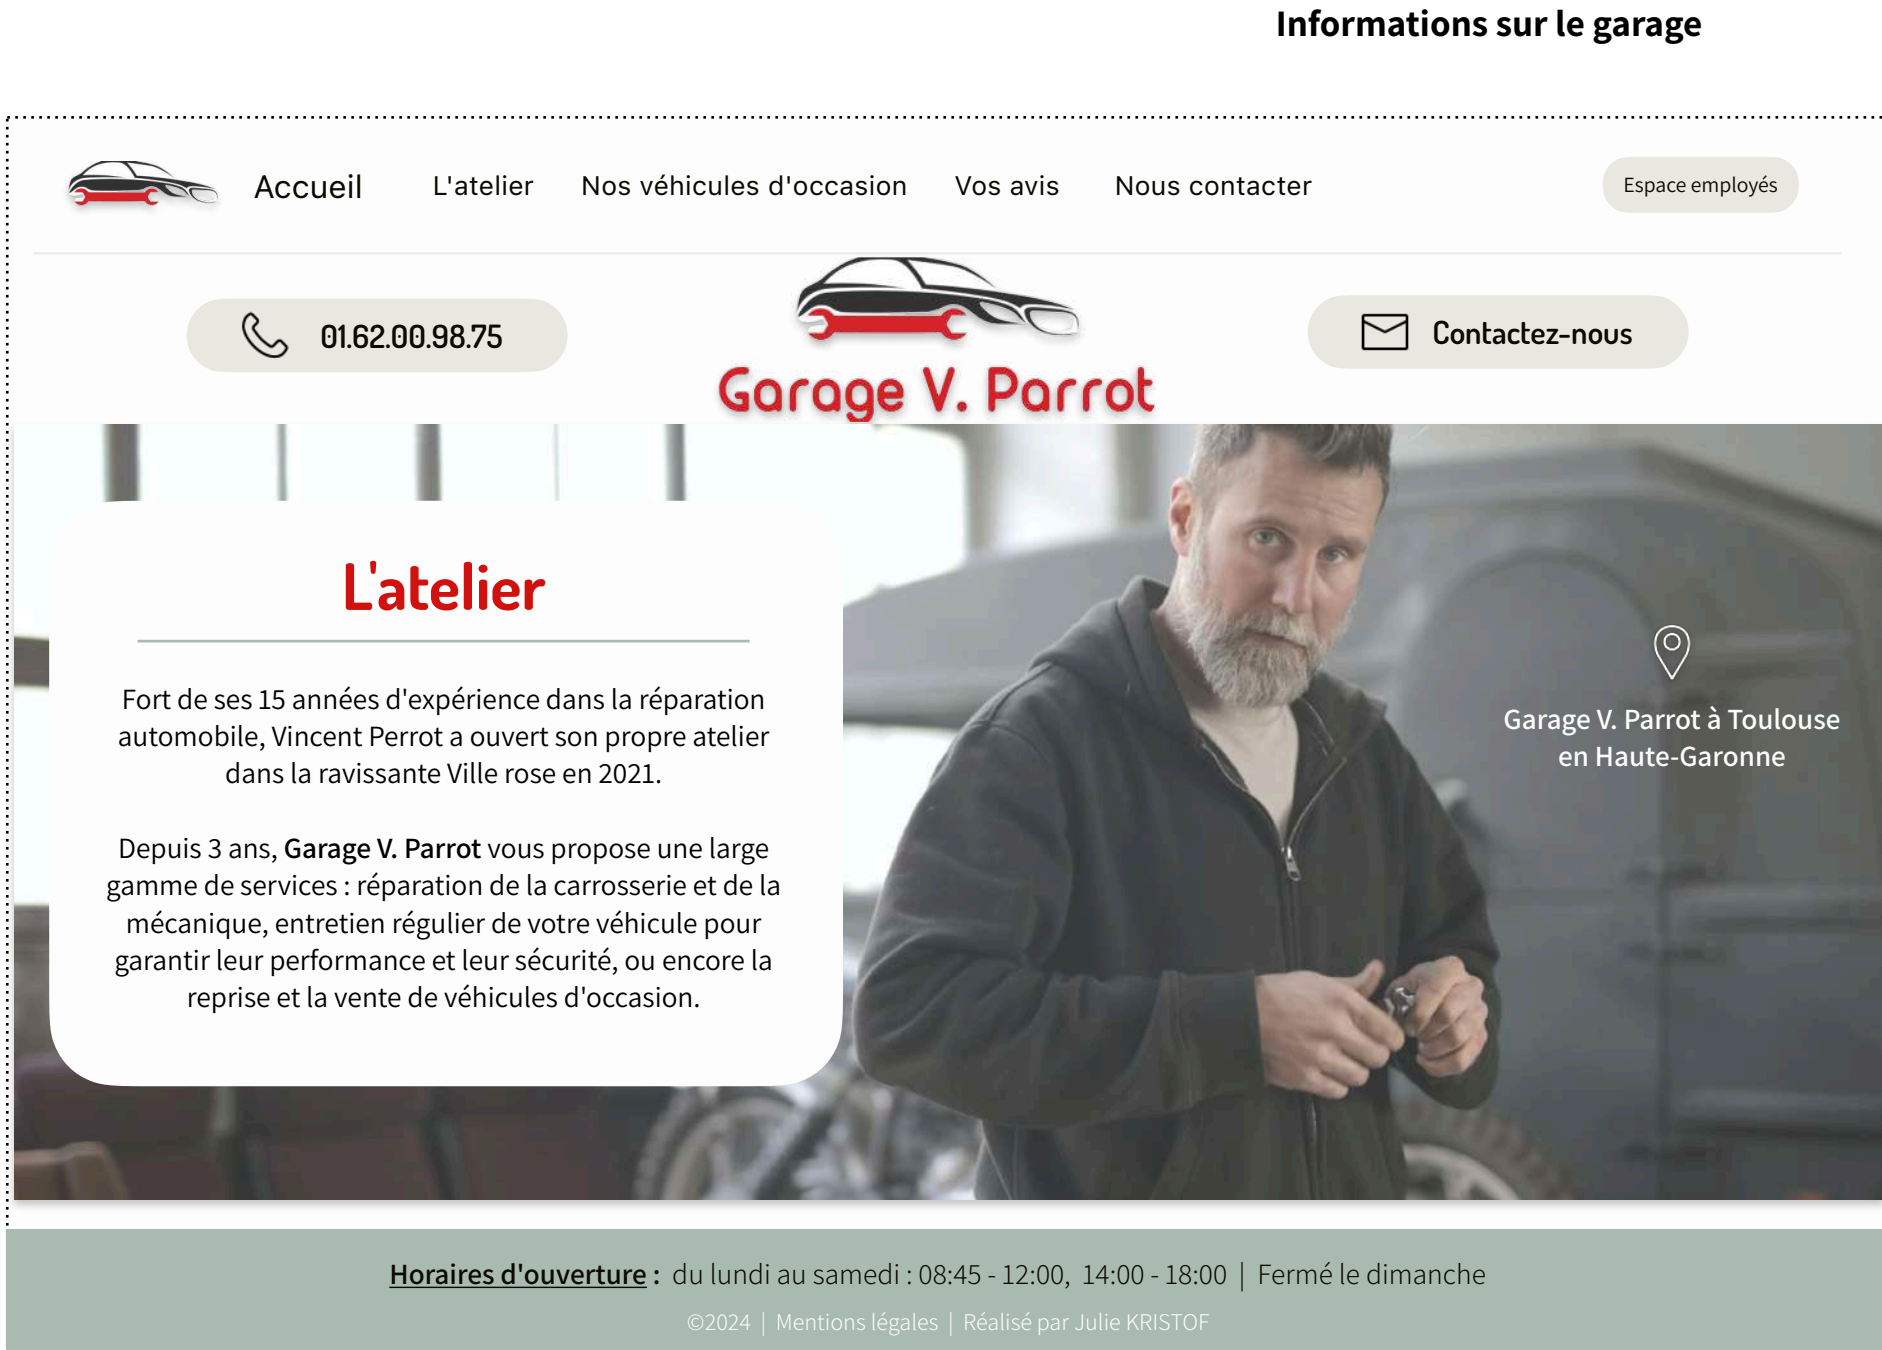 Informations sur le garage
Accueil L'atelier Nos véhicules d'occasion Vos avis Nous contacter Espace employés
01.62.00.98.75
Garage V. Parrot
Contactez-nous
L'atelier
Fort de ses 15 années d'expérience dans la réparation
automobile, Vincent Perrot a ouvert son propre atelier
dans la ravissante Ville rose en 2021.
Depuis 3 ans, Garage V. Parrot vous propose une large
gamme de services : réparation de la carrosserie et de la
mécanique, entretien régulier de votre véhicule pour
garantir leur performance et leur sécurité, ou encore la
reprise et la vente de véhicules d'occasion.
Garage V. Parrot à Toulouse
en Haute-Garonne
Horaires d'ouverture : du lundi au samedi : 08:45 - 12:00, 14:00 - 18:00 | Fermé le dimanche
©2024 | Mentions légales | Réalisé par Julie KRISTOF